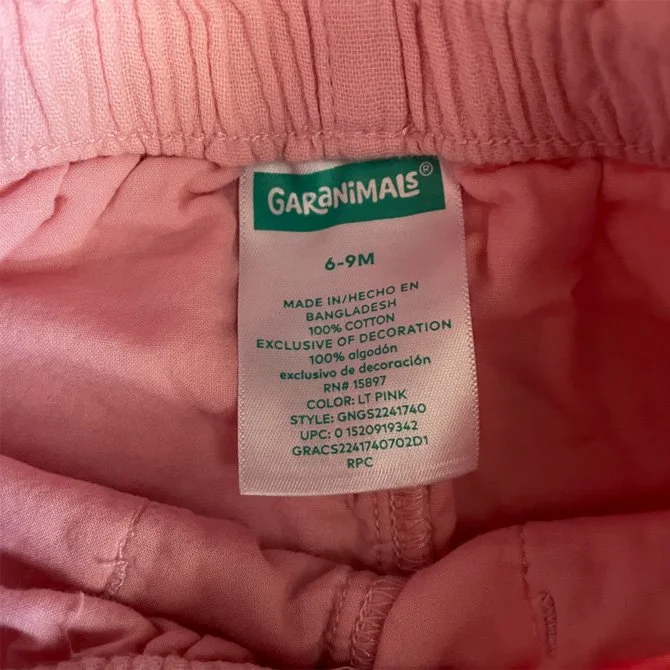 GARANIMALS®
6-9M
MADE IN/HECHO EN
BANGLADESH
100% COTTON
EXCLUSIVE OF DECORATION
100% algodón
exclusivo de decoración
RN# 15897
COLOR: LT PINK
STYLE: GNGS2241740
UPC: 0 1520919342
GRACS2241740702D1
RPC